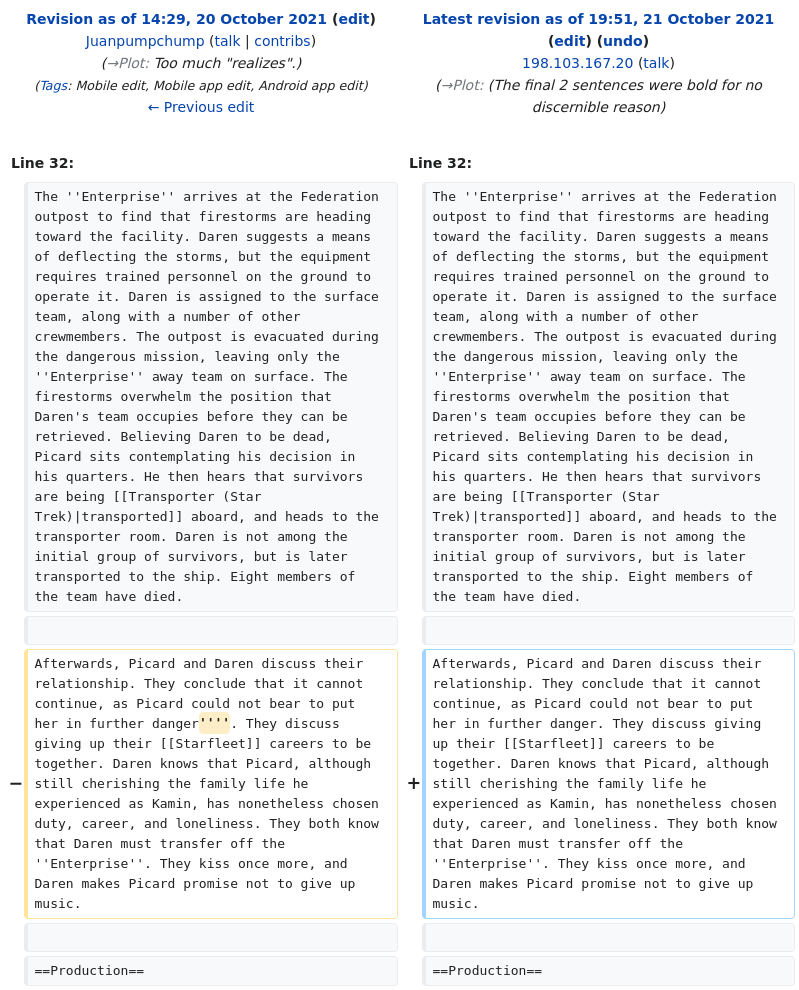 Revision as of 14:29, 20 October 2021 (edit)
Juanpumpchump (talk | contribs)
(→Plot: Too much "realizes".)
(Tags: Mobile edit, Mobile app edit, Android app edit)
← Previous edit
Latest revision as of 19:51, 21 October 2021
(edit) (undo)
198.103.167.20 (talk)
(→Plot: (The final 2 sentences were bold for no
discernible reason)
Line 32:
The ''Enterprise'' arrives at the Federation
outpost to find that firestorms are heading
toward the facility. Daren suggests a means
of deflecting the storms, but the equipment
requires trained personnel on the ground to
operate it. Daren is assigned to the surface
team, along with a number of other
crewmembers. The outpost is evacuated during
the dangerous mission, leaving only the
''Enterprise'' away team on surface. The
firestorms overwhelm the position that
Daren's team occupies before they can be
retrieved. Believing Daren to be dead,
Picard sits contemplating his decision in
his quarters. He then hears that survivors
are being [[Transporter (Star
Trek)|transported]] aboard, and heads to the
transporter room. Daren is not among the
initial group of survivors, but is later
transported to the ship. Eight members of
the team have died.
Line 32:
The ''Enterprise'' arrives at the Federation
outpost to find that firestorms are heading
toward the facility. Daren suggests a means
of deflecting the storms, but the equipment
requires trained personnel on the ground to
operate it. Daren is assigned to the surface
team, along with a number of other
crewmembers. The outpost is evacuated during
the dangerous mission, leaving only the
''Enterprise'' away team on surface. The
firestorms overwhelm the position that
Daren's team occupies before they can be
retrieved. Believing Daren to be dead,
Picard sits contemplating his decision in
his quarters. He then hears that survivors
are being [[Transporter (Star
Trek)|transported]] aboard, and heads to the
transporter room. Daren is not among the
initial group of survivors, but is later
transported to the ship. Eight members of
the team have died.
−
Afterwards, Picard and Daren discuss their
relationship. They conclude that it cannot
continue, as Picard could not bear to put
her in further danger''''. They discuss
giving up their [[Starfleet]] careers to be
together. Daren knows that Picard, although
still cherishing the family life he
experienced as Kamin, has nonetheless chosen
duty, career, and loneliness. They both know
that Daren must transfer off the
''Enterprise''. They kiss once more, and
Daren makes Picard promise not to give up
music.
+
Afterwards, Picard and Daren discuss their
relationship. They conclude that it cannot
continue, as Picard could not bear to put
her in further danger. They discuss giving
up their [[Starfleet]] careers to be
together. Daren knows that Picard, although
still cherishing the family life he
experienced as Kamin, has nonetheless chosen
duty, career, and loneliness. They both know
that Daren must transfer off the
''Enterprise''. They kiss once more, and
Daren makes Picard promise not to give up
music.
==Production==
==Production==